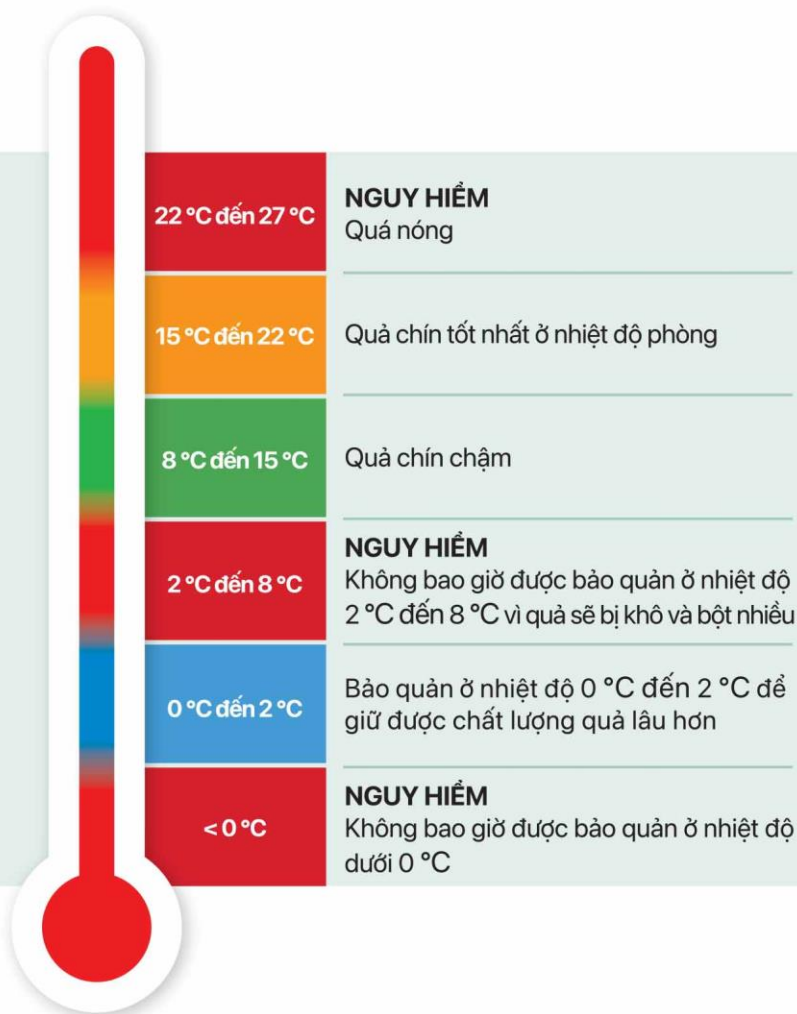 22 °C đến 27 °C
NGUY HIỂM
Quá nóng
15 °C đến 22 °C
Quả chín tốt nhất ở nhiệt độ phòng
8 °C đến 15 °C
Quả chín chậm
2 °C đến 8 °C
NGUY HIỂM
Không bao giờ được bảo quản ở nhiệt độ
2 °C đến 8 °C vì quả sẽ bị khô và bột nhiều
0 °C đến 2 °C
Bảo quản ở nhiệt độ 0 °C đến 2 °C để
giữ được chất lượng quả lâu hơn
< 0 °C
NGUY HIỂM
Không bao giờ được bảo quản ở nhiệt độ
dưới 0 °C